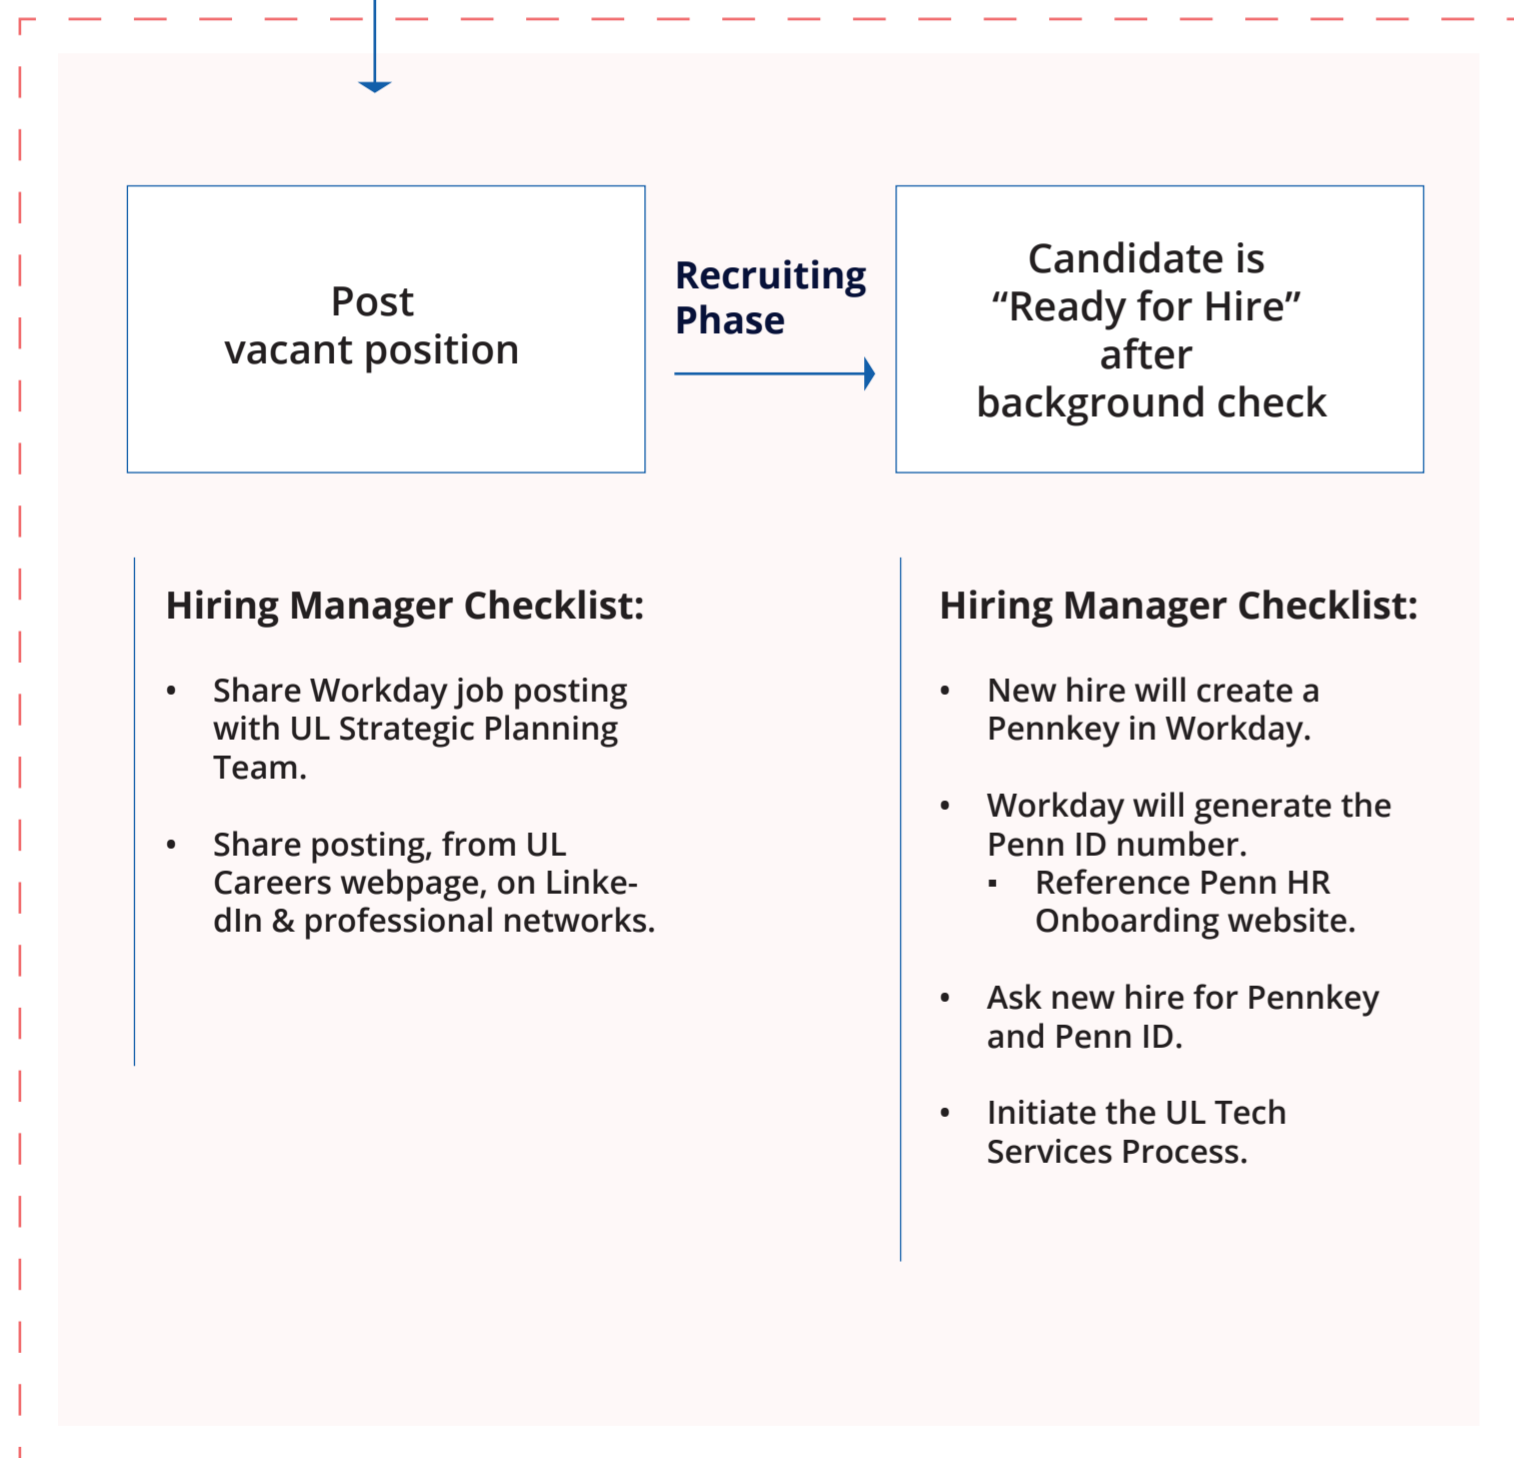 Post
vacant position
Recruiting
Phase
Candidate is
“Ready for Hire”
after
background check
Hiring Manager Checklist:
• Share Workday job posting
with UL Strategic Planning
Team.
• Share posting, from UL
Careers webpage, on Linke-
dIn & professional networks.
Hiring Manager Checklist:
• New hire will create a
Pennkey in Workday.
• Workday will generate the
Penn ID number.
▪ Reference Penn HR
Onboarding website.
• Ask new hire for Pennkey
and Penn ID.
• Initiate the UL Tech
Services Process.